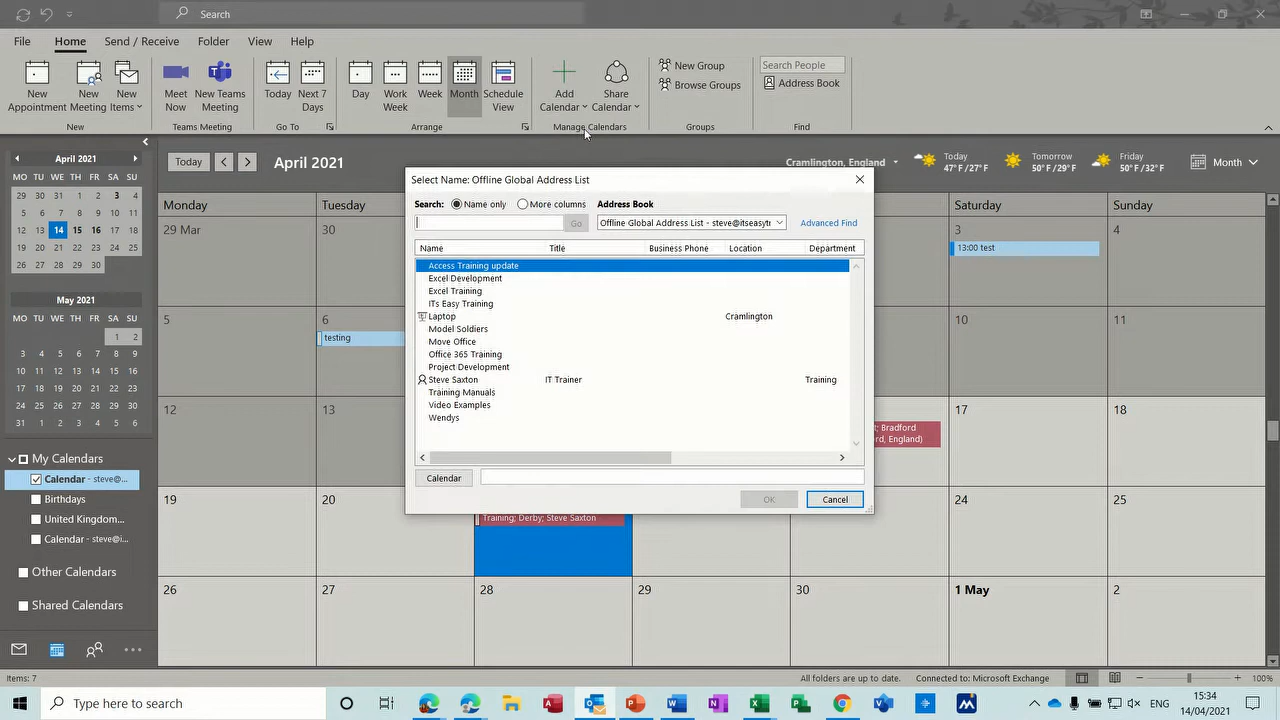 Search
File Home Send / Receive Folder View Help
New Appointment
New Meeting
New Items
Meet Now
New Teams Meeting
Today
Next 7 Days
Day
Work Week
Week
Month
Schedule View
Add Calendar
Share Calendar
New Group
Browse Groups
Search People
Address Book
New
Teams Meeting
Go To
Arrange
Manage Calendars
Groups
Find
April 2021
MO TU WE TH FR SA SU
29 30 31 1 2 3 4
5 6 7 8 9 10 11
12 13 14 15 16 17 18
19 20 21 22 23 24 25
26 27 28 29 30
May 2021
MO TU WE TH FR SA SU
1 2
3 4 5 6 7 8 9
10 11 12 13 14 15 16
17 18 19 20 21 22 23
24 25 26 27 28 29 30
31 1 2 3 4 5 6
My Calendars
Calendar - steve@...
Birthdays
United Kingdom...
Calendar - steve@i...
Other Calendars
Shared Calendars
Today April 2021
Cramlington, England
Today
47°F/27°F
Tomorrow
50°F/29°F
Friday
50°F/32°F
Month
Monday Tuesday Saturday Sunday
29 Mar 3 4
13:00 test
5 6 10 11
testing
12 13 17 18
t; Bradford
rd, England)
19 20 24 25
Training; Derby; Steve Saxton
26 27 28 29 30 1 May 2
Select Name: Offline Global Address List
Search: Name only More columns Address Book
Go Offline Global Address List - steve@itseasytr Advanced Find
Name Title Business Phone Location Department
Access Training update
Excel Development
Excel Training
ITs Easy Training
Laptop Cramlington
Model Soldiers
Move Office
Office 365 Training
Project Development
Steve Saxton IT Trainer Training
Training Manuals
Video Examples
Wendys
Calendar
OK Cancel
Items: 7 All folders are up to date. Connected to: Microsoft Exchange 100%
Type here to search
ENG
15:34
14/04/2021